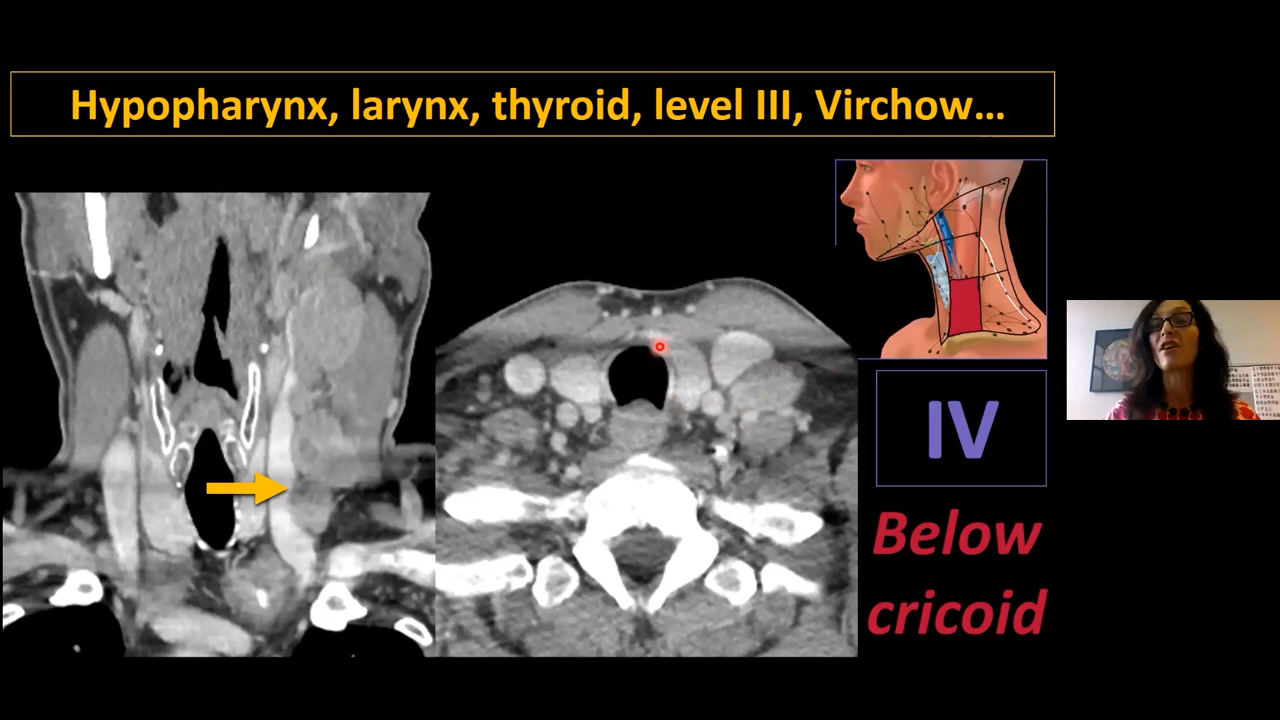 Hypopharynx, larynx, thyroid, level III, Virchow...
IV
Below
cricoid